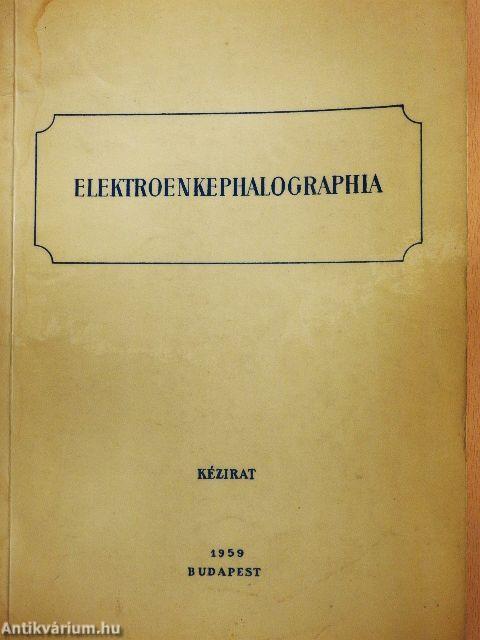 ELEKTROENKEPHALOGRAPHIA
KÉZIRAT
1959
BUDAPEST
Antikvárium.hu